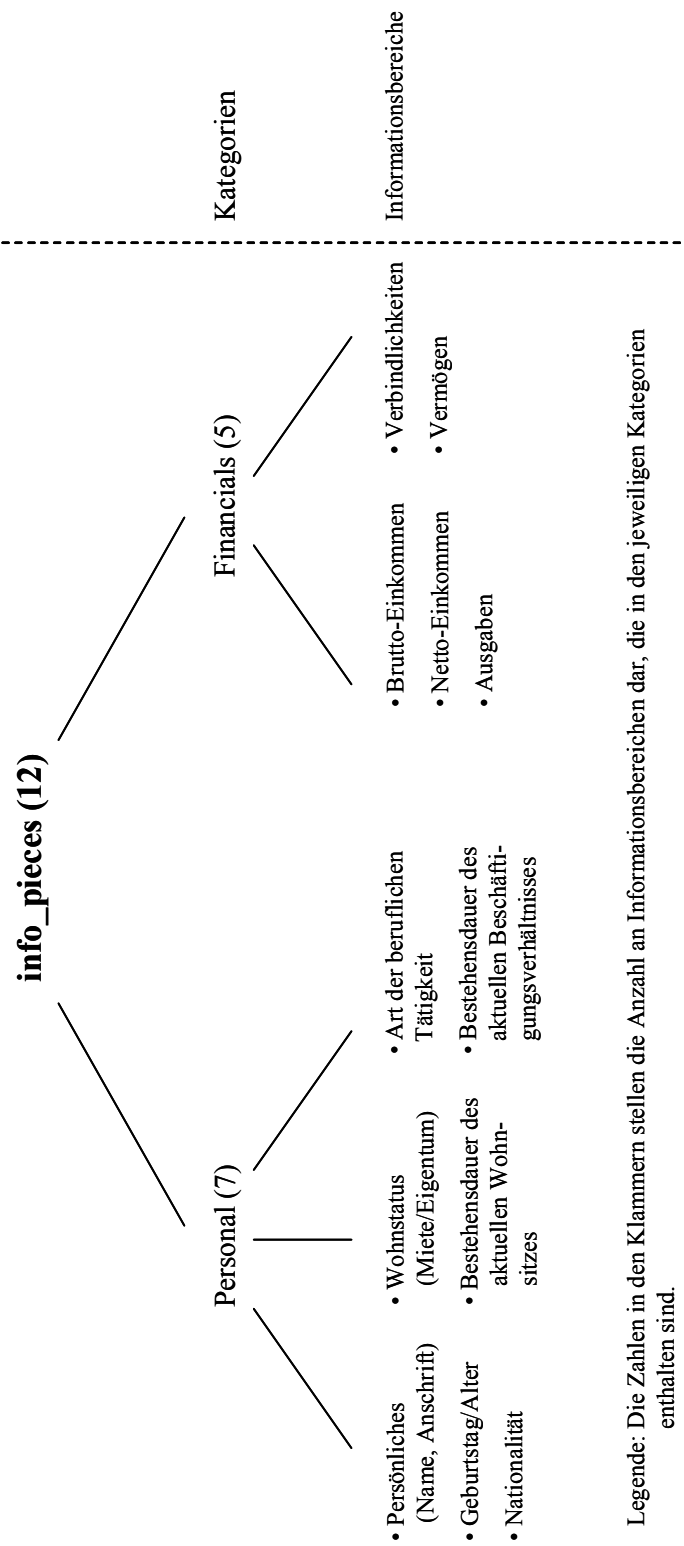 info_pieces (12)
Personal (7)
Financials (5)
Kategorien
• Persönliches
(Name, Anschrift)
• Geburtstag/Alter
• Nationalität
• Wohnstatus
(Miete/Eigentum)
• Bestehensdauer des
aktuellen Wohn-
sitzes
• Art der beruflichen
Tätigkeit
• Bestehensdauer des
aktuellen Beschäfti-
gungsverhältnisses
• Brutto-Einkommen
• Netto-Einkommen
• Ausgaben
• Verbindlichkeiten
• Vermögen
Informationsbereiche
Legende: Die Zahlen in den Klammern stellen die Anzahl an Informationsbereichen dar, die in den jeweiligen Kategorien
enthalten sind.